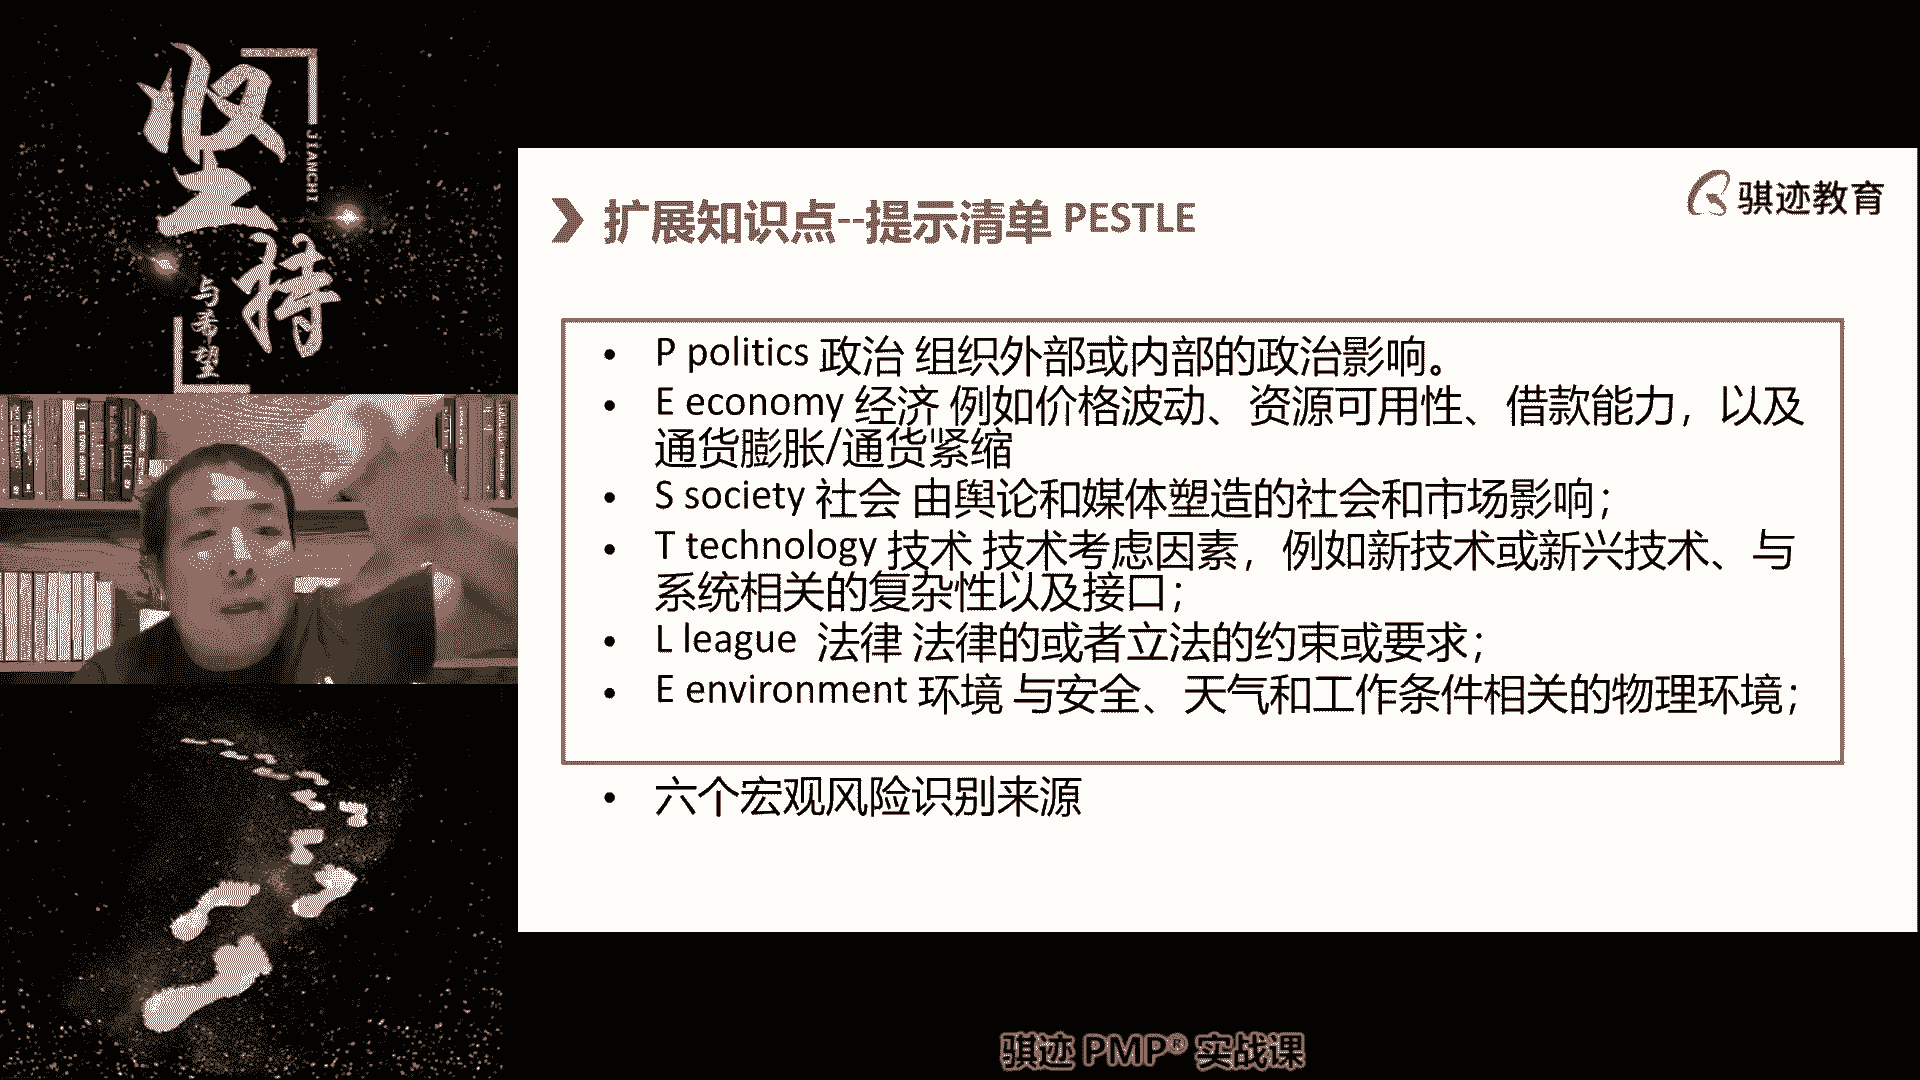 坚持
JIANCHI
与希望
骐迹教育
扩展知识点--提示清单 PESTLE
• P politics 政治 组织外部或内部的政治影响。
• E economy 经济 例如价格波动、资源可用性、借款能力，以及
通货膨胀/通货紧缩
• S society 社会 由舆论和媒体塑造的社会和市场影响；
• T technology 技术 技术考虑因素，例如新技术或新兴技术、与
系统相关的复杂性以及接口；
• L league 法律 法律的或者立法的约束或要求；
• E environment 环境 与安全、天气和工作条件相关的物理环境；
• 六个宏观风险识别来源
骐迹 PMP® 实战课